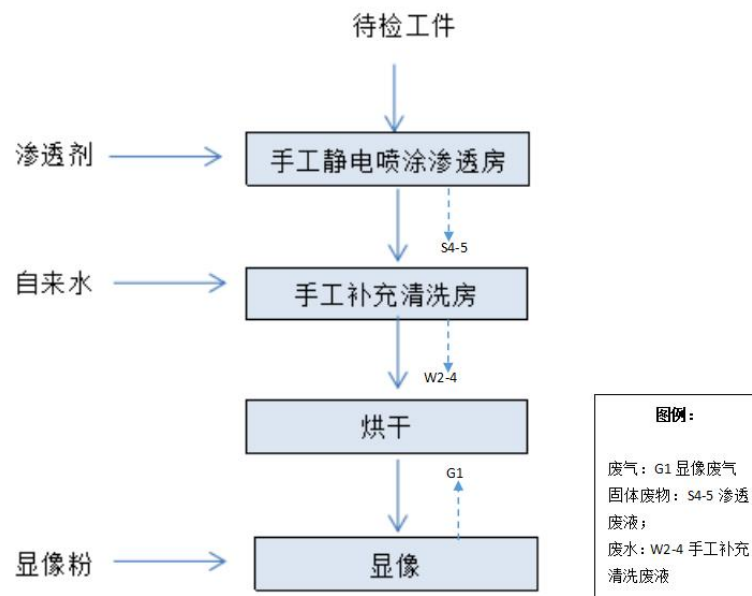 待检工件
渗透剂
手工静电喷涂渗透房
S4-5
自来水
手工补充清洗房
W2-4
烘干
G1
显像粉
显像
图例：
废气：G1 显像废气
固体废物：S4-5 渗透
废液；
废水：W2-4 手工补充
清洗废液